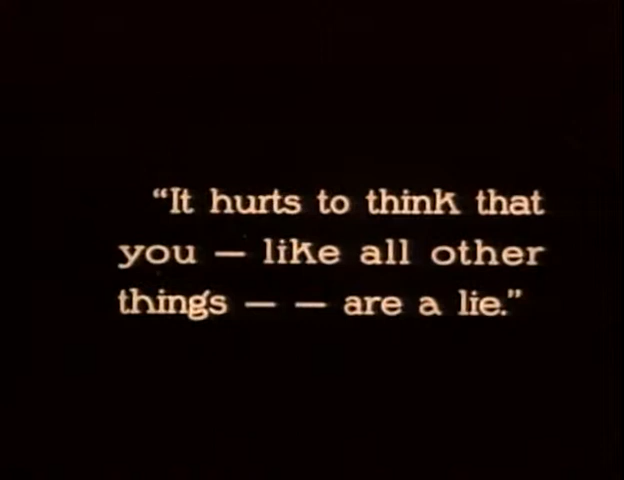 “It hurts to think that
you — like all other
things — — are a lie.”